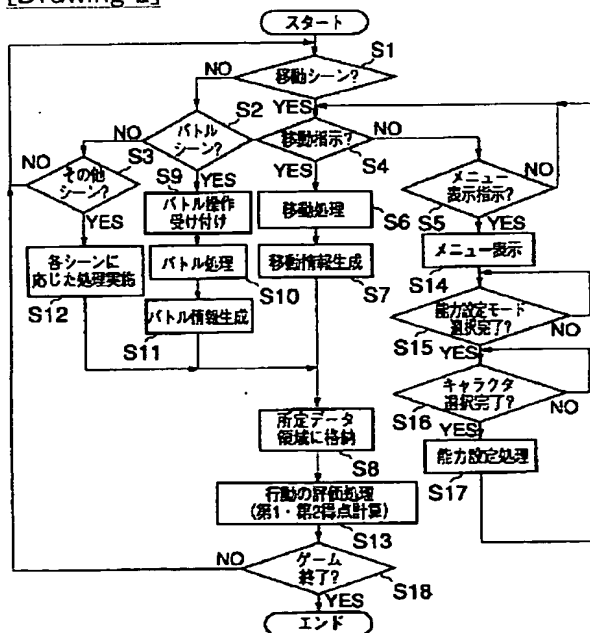 [Drawing 2]
スタート
S1
移動シーン?
NO
YES
S2
バトル
シーン?
NO
YES
移動指示?
NO
S4
YES
S3
その他
シーン?
NO
YES
S9
バトル操作
受け付け
移動処理
S6
メニュー
表示指示?
NO
S5
YES
各シーンに
応じた処理実施
S12
バトル処理
S10
移動情報生成
S7
メニュー表示
S14
バトル情報生成
S11
能力設定モード
選択完了?
NO
S15
YES
キャラクタ
選択完了?
NO
S16
YES
所定データ
領域に格納
S8
能力設定処理
S17
行動の評価処理
(第1・第2得点計算)
S13
ゲーム
終了?
NO
S18
YES
エンド